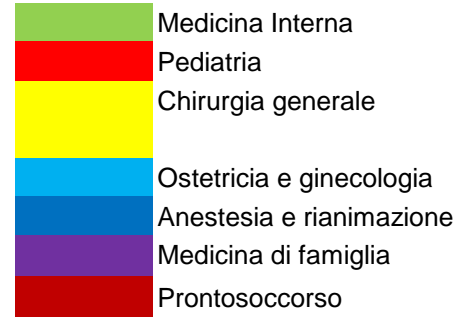 Medicina Interna
Pediatria
Chirurgia generale
Ostetricia e ginecologia
Anestesia e rianimazione
Medicina di famiglia
Prontosoccorso